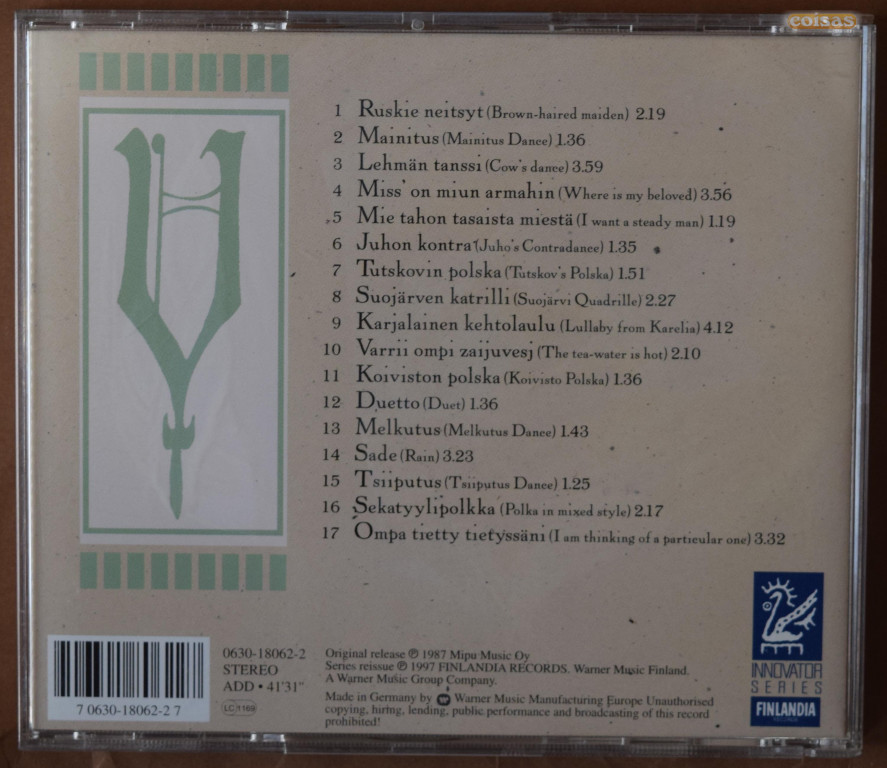 coisas.
1 Ruskie neitsyt (Brown-haired maiden) 2.19
2 Mainitus (Mainitus Dance) 1.36
3 Lehmän tanssi (Cow's dance) 3.59
4 Miss' on miun armahin (Where is my beloved) 3.56
5 Mie tahon tasaista miestä (I want a steady man) 1.19
6 Juhon kontra (Juho's Contradance) 1.35
7 Tutskovin polska (Tutskov's Polska) 1.51
8 Suojärven katrilli (Suojärvi Quadrille) 2.27
9 Karjalainen kehtolaulu (Lullaby from Karelia) 4.12
10 Varrii ompi zaijuvesj (The tea-water is hot) 2.10
11 Koiviston polska (Koivisto Polska) 1.36
12 Duetto (Duet) 1.36
13 Melkutus (Melkutus Dance) 1.43
14 Sade (Rain) 3.23
15 Tsiiputus (Tsiiputus Dance) 1.25
16 Sekatyylipolkka (Polka in mixed style) 2.17
17 Ompa tietty tietyssäni (I am thinking of a particular one) 3.32
0630-18062-2
STEREO
ADD • 41'31"
LC 1169
7 0630-18062-2 7
Original release ℗ 1987 Mipu Music Oy
Series reissue ℗ 1997 FINLANDIA RECORDS. Warner Music Finland.
A Warner Music Group Company.
Made in Germany by Warner Music Manufacturing Europe Unauthorised
copying, hiring, lending, public performance and broadcasting of this record
prohibited!
INNOVATOR
SERIES
FINLANDIA
RECORDS